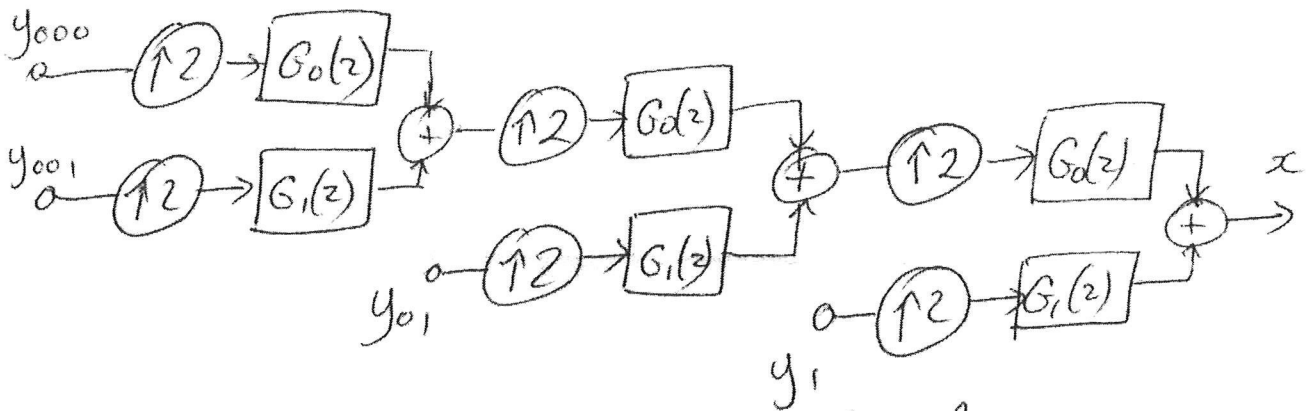 y000
↑2
G0(z)
+
↑2
G0(z)
+
↑2
G0(z)
+
x
y001
↑2
G1(z)
y01
↑2
G1(z)
y1
↑2
G1(z)